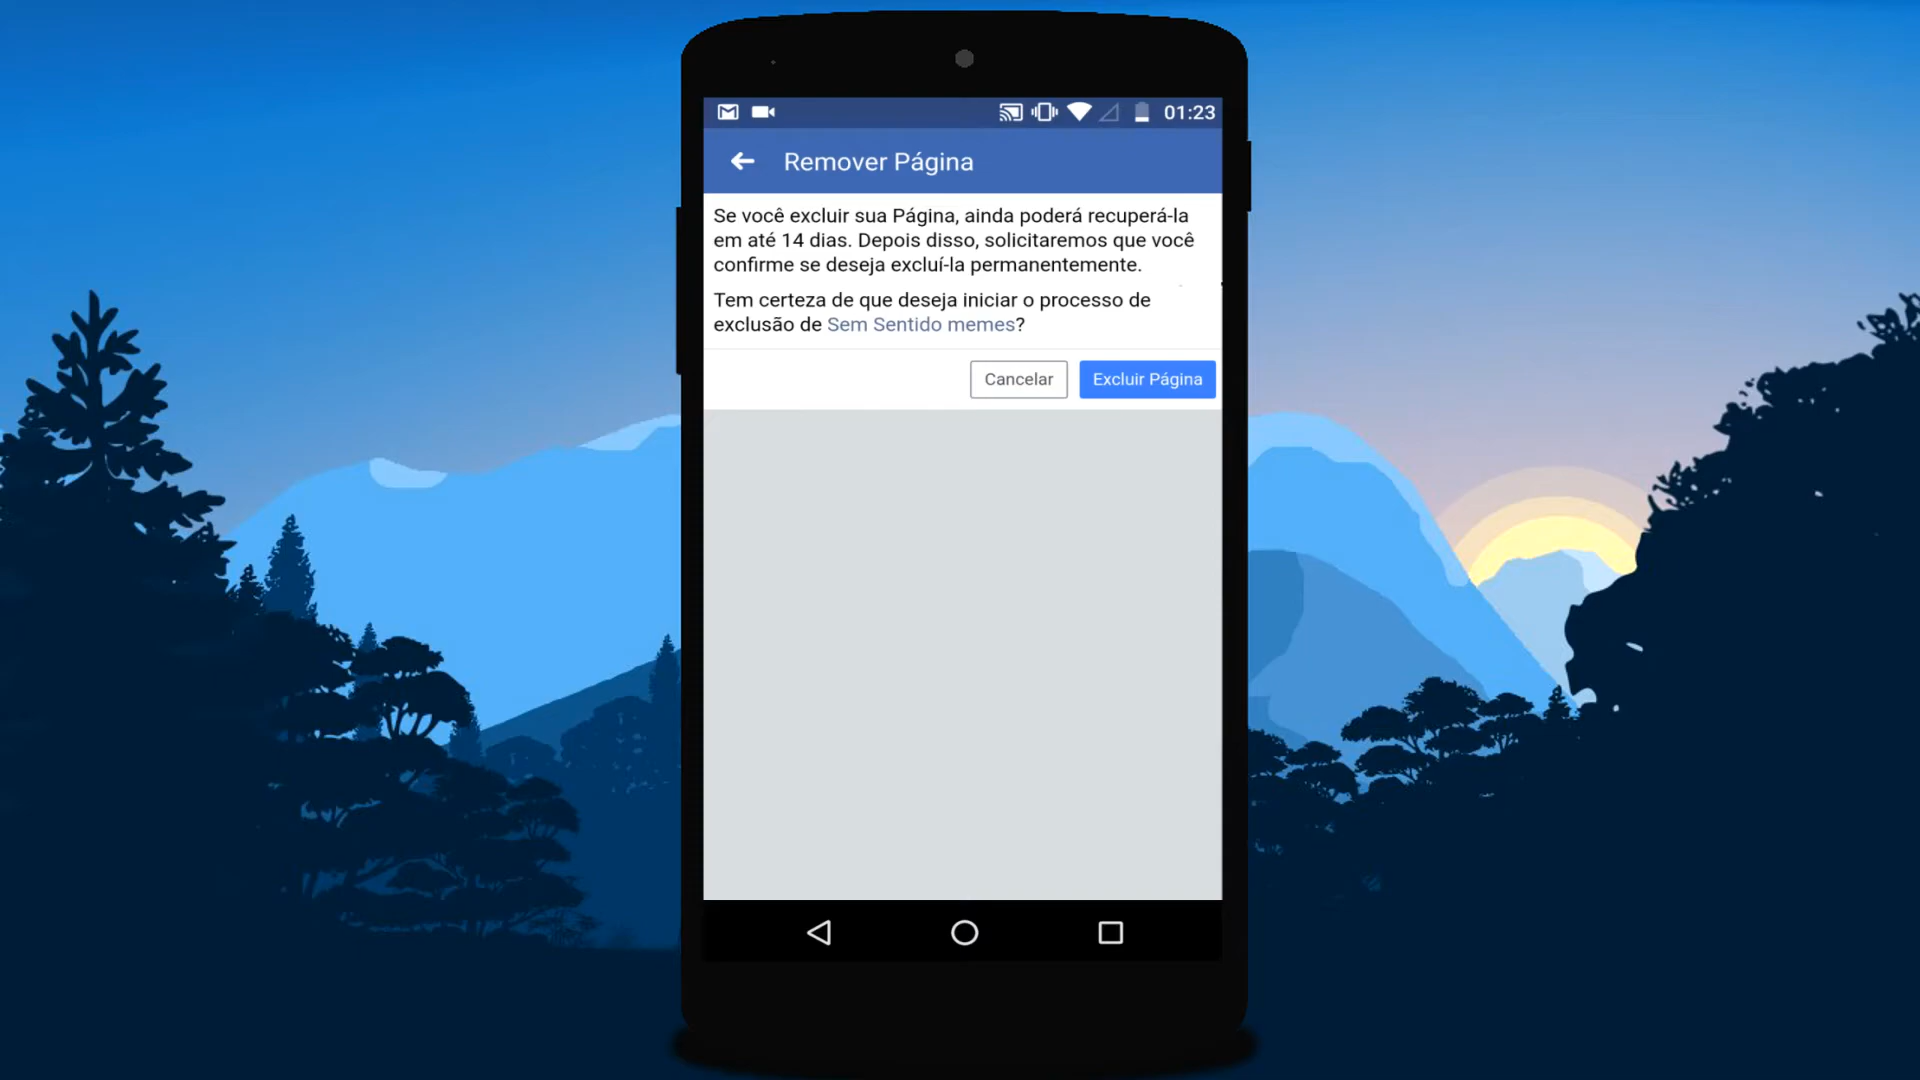 01:23
Remover Página
Se você excluir sua Página, ainda poderá recuperá-la
em até 14 dias. Depois disso, solicitaremos que você
confirme se deseja excluí-la permanentemente.
Tem certeza de que deseja iniciar o processo de
exclusão de Sem Sentido memes?
Cancelar Excluir Página